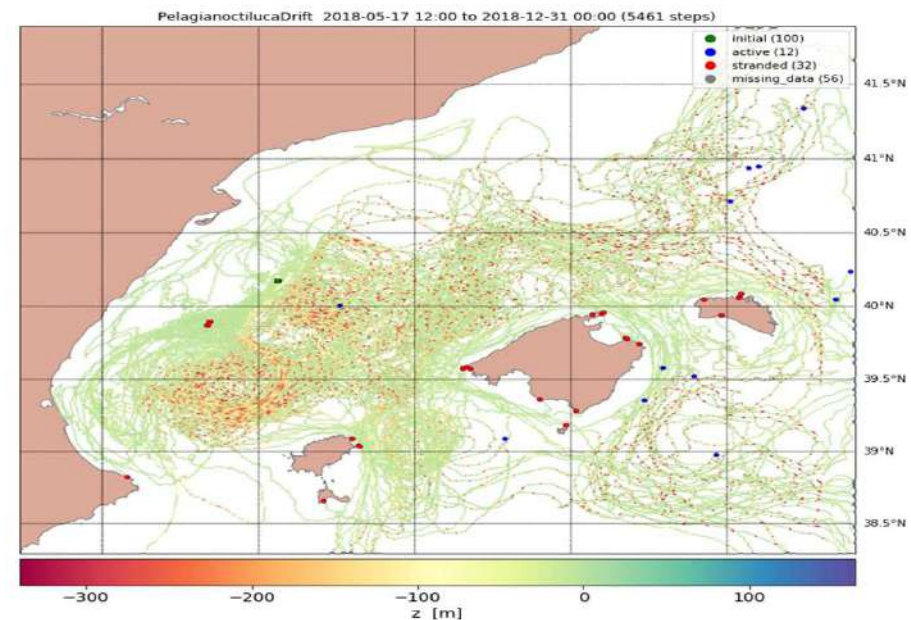 PelagianoctilucaDrift 2018-05-17 12:00 to 2018-12-31 00:00 (5461 steps)
initial (100)
active (12)
stranded (32)
missing_data (56)
41.5°N
41°N
40.5°N
40°N
39.5°N
39°N
38.5°N
−300 −200 −100 0 100
z [m]